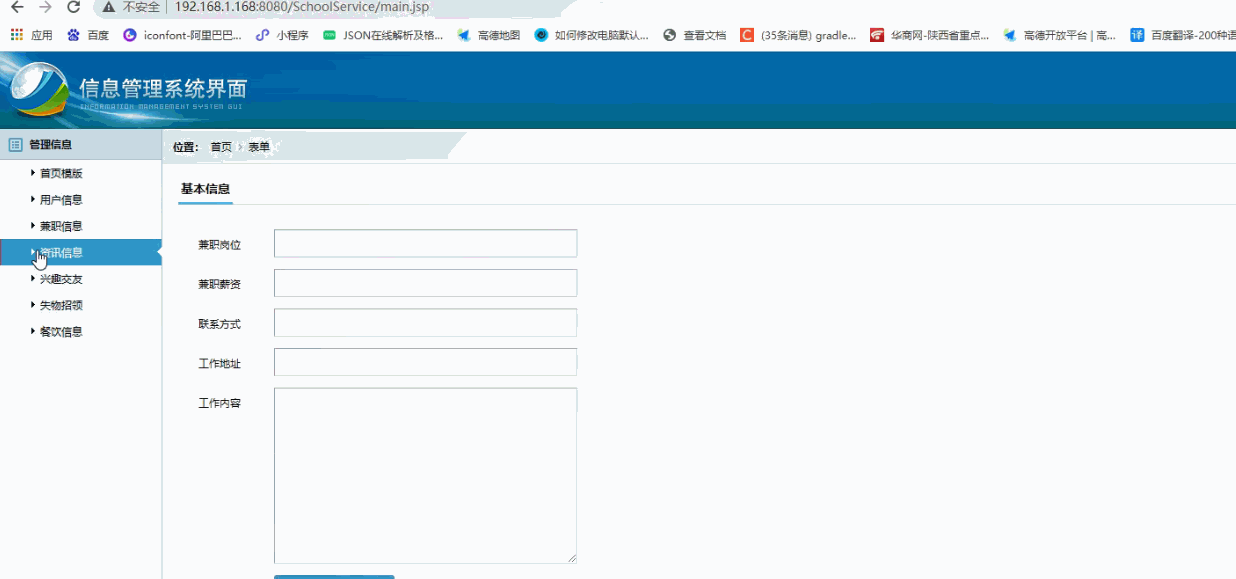 不安全 192.168.1.168:8080/SchoolService/main.jsp
应用 百度 iconfont-阿里巴巴... 小程序 JSON在线解析及格... 高德地图 如何修改电脑默认... 查看文档 C (35条消息) gradle... 华商网-陕西省重点... 高德开放平台 | 高... 译 百度翻译-200种语
信息管理系统界面
INFORMATION MANAGEMENT SYSTEM GUI
管理信息
位置： 首页 › 表单
首页模版
基本信息
用户信息
兼职信息
兼职岗位
资讯信息
兴趣交友
兼职薪资
失物招领
联系方式
餐饮信息
工作地址
工作内容